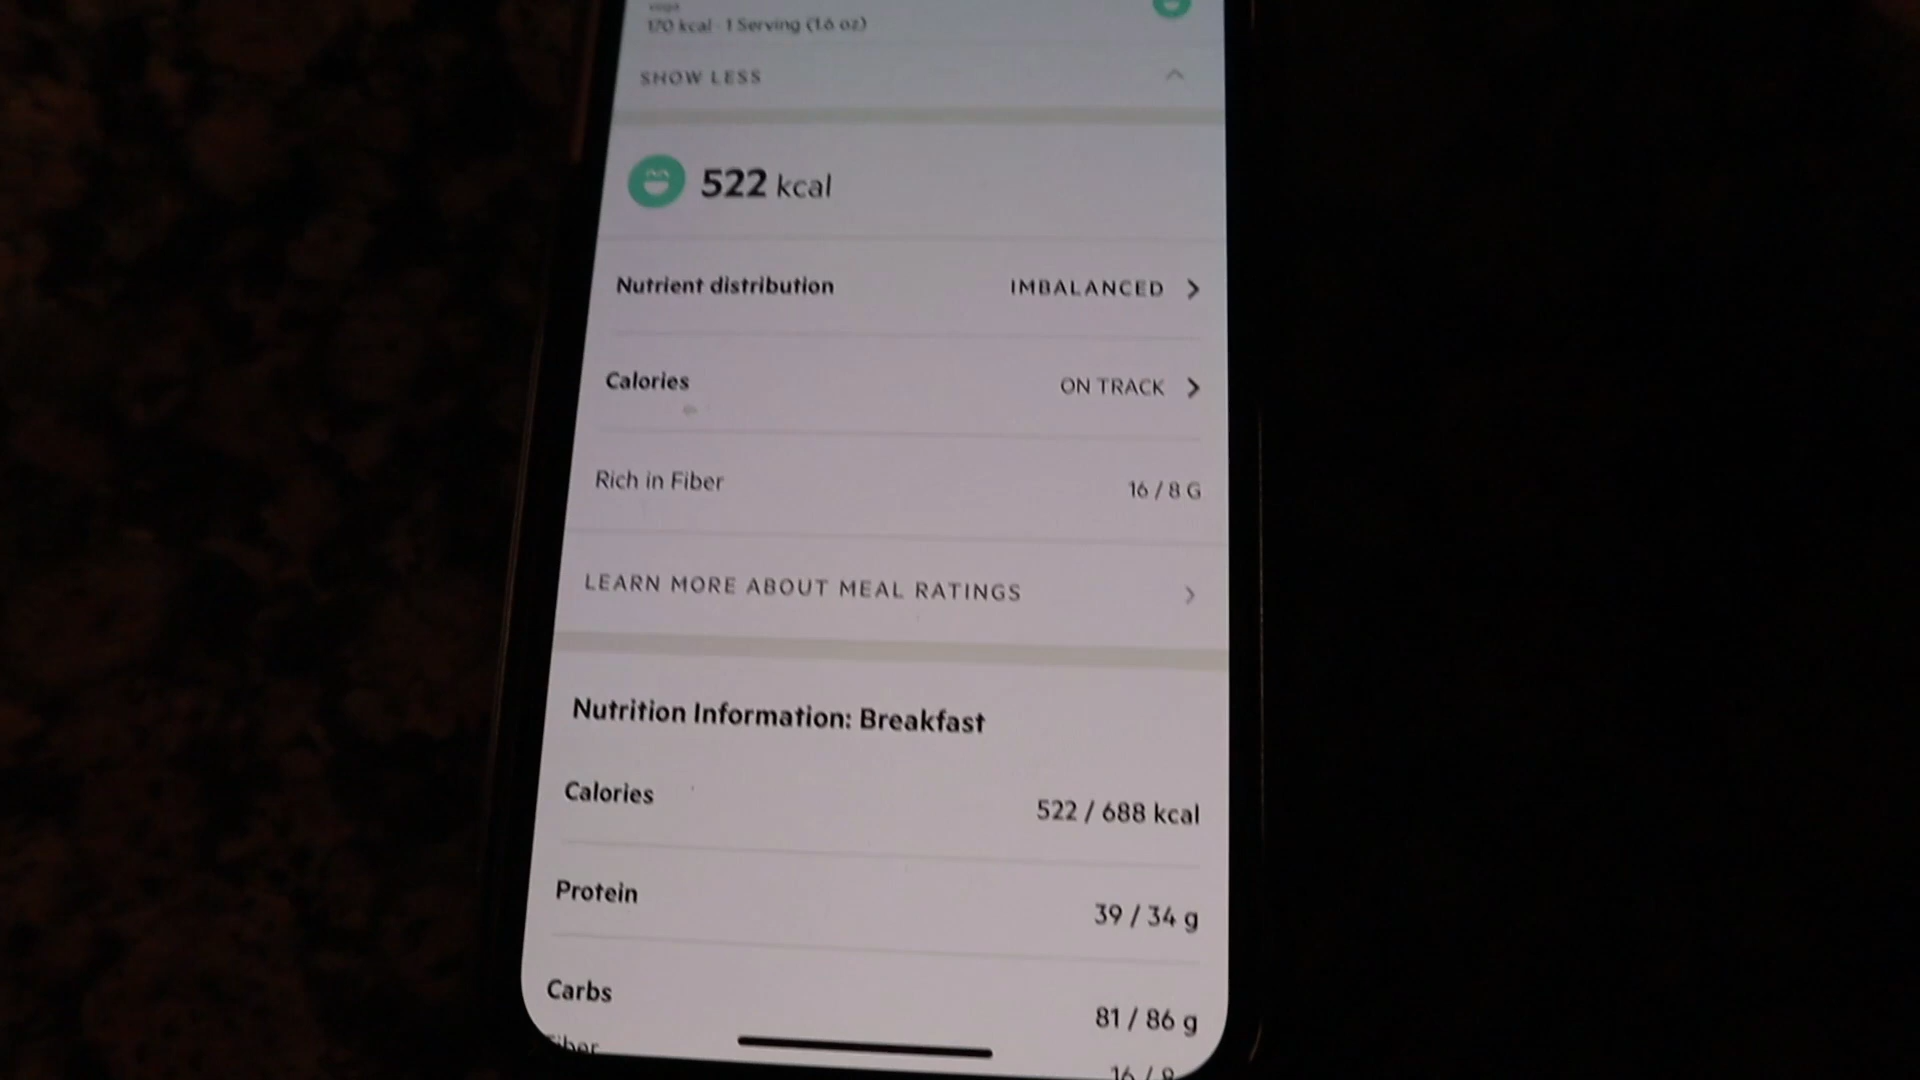 170 kcal · 1 Serving (1.6 oz)
SHOW LESS
522 kcal
Nutrient distribution IMBALANCED
Calories ON TRACK
Rich in Fiber 16 / 8 G
LEARN MORE ABOUT MEAL RATINGS
Nutrition Information: Breakfast
Calories 522 / 688 kcal
Protein 39 / 34 g
Carbs 81 / 86 g
Fiber 16 /